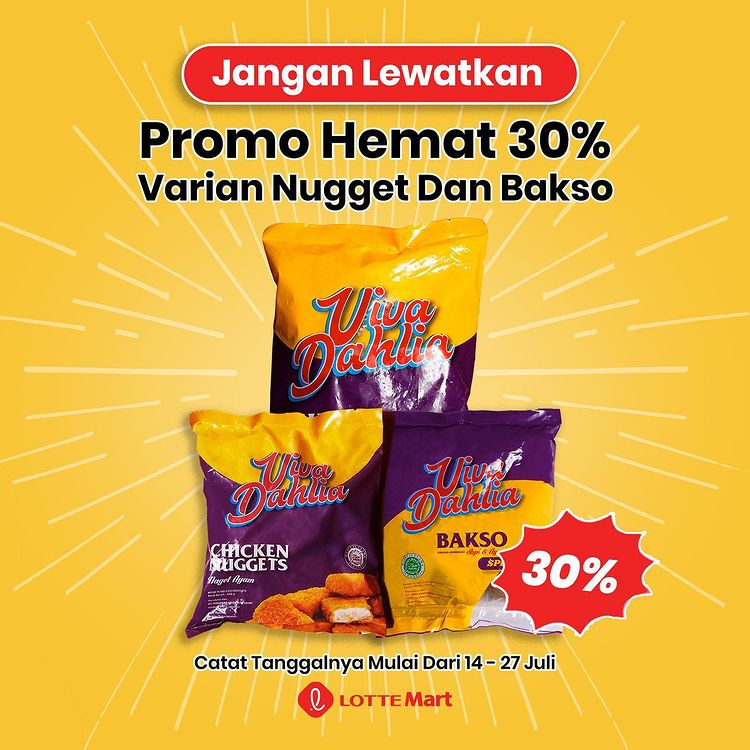 Jangan Lewatkan
Promo Hemat 30%
Varian Nugget Dan Bakso
Viva
Dahlia
Viva
Dahlia
CHICKEN
NUGGETS
Naget Ayam
Viva
Dahlia
BAKSO
30%
Catat Tanggalnya Mulai Dari 14 - 27 Juli
LOTTE Mart